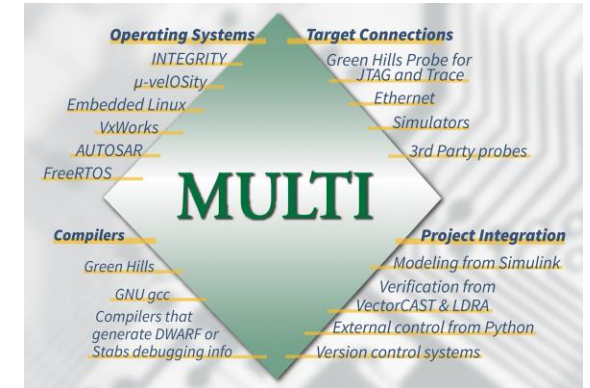 Operating Systems
INTEGRITY
µ-velOSity
Embedded Linux
VxWorks
AUTOSAR
FreeRTOS
Target Connections
Green Hills Probe for
JTAG and Trace
Ethernet
Simulators
3rd Party probes
MULTI
Compilers
Green Hills
GNU gcc
Compilers that
generate DWARF or
Stabs debugging info
Project Integration
Modeling from Simulink
Verification from
VectorCAST & LDRA
External control from Python
Version control systems